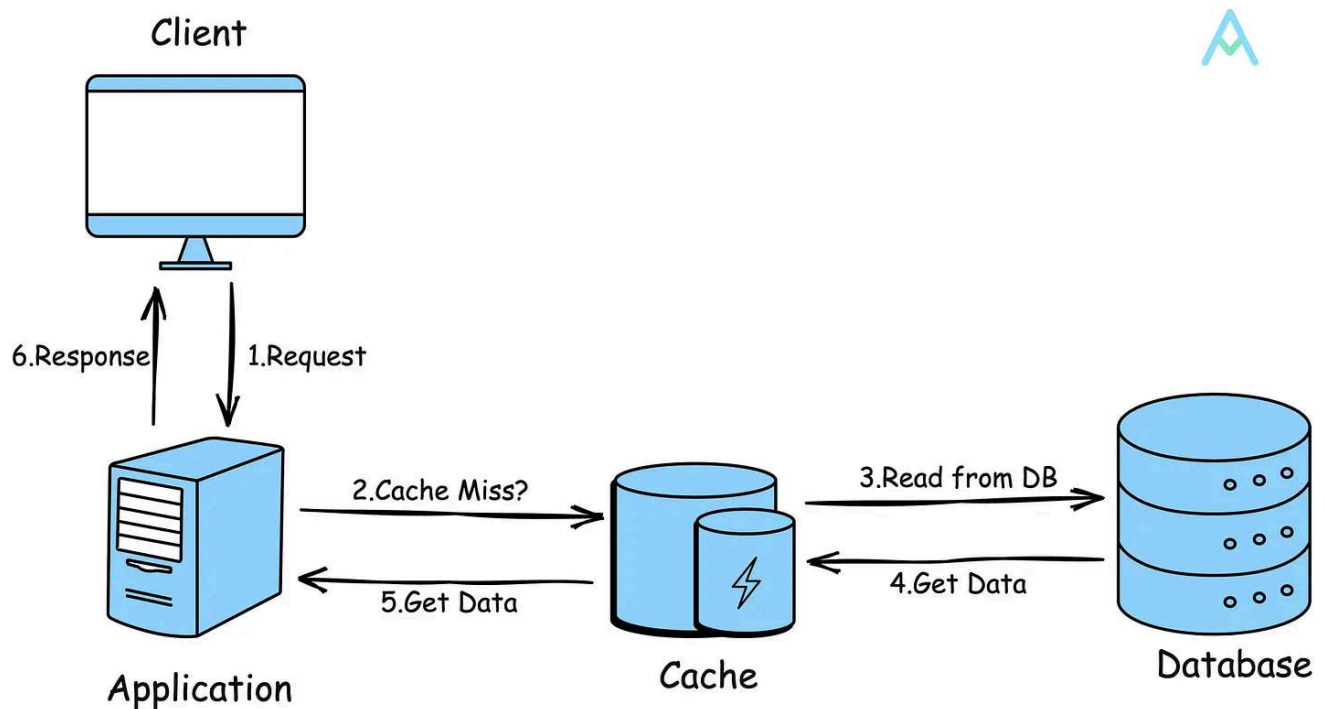 Client
6.Response
1.Request
2.Cache Miss?
3.Read from DB
4.Get Data
5.Get Data
Application
Cache
Database